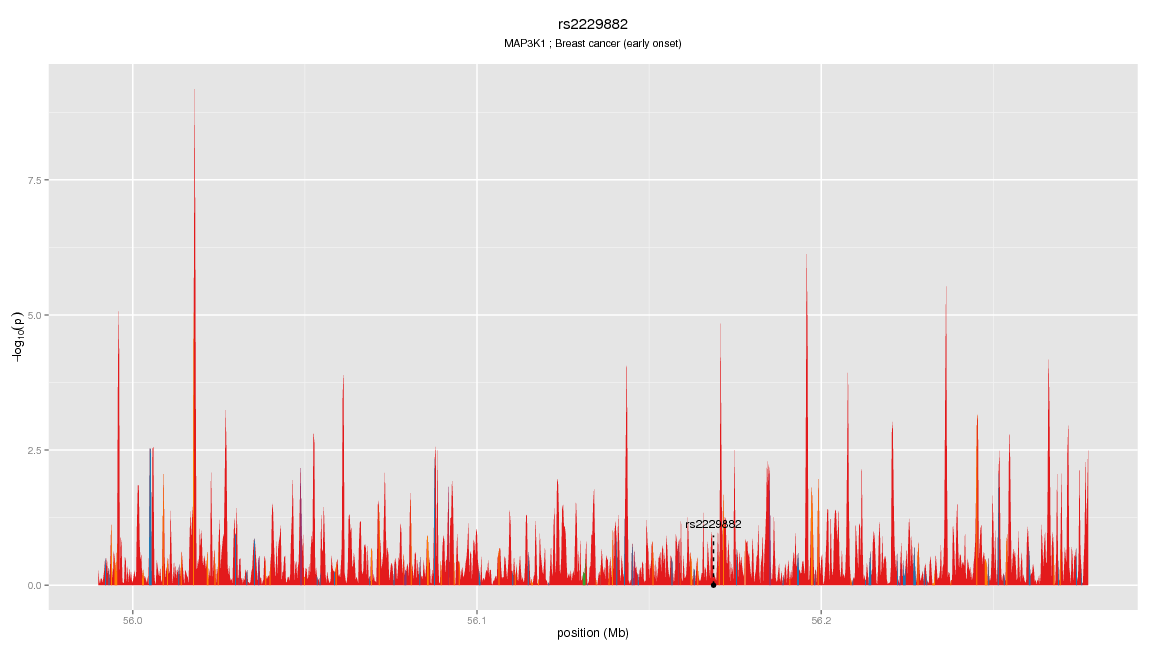 rs2229882
MAP3K1 ; Breast cancer (early onset)
7.5
5.0
2.5
0.0
−log10(p)
rs2229882
56.0
56.1
56.2
position (Mb)